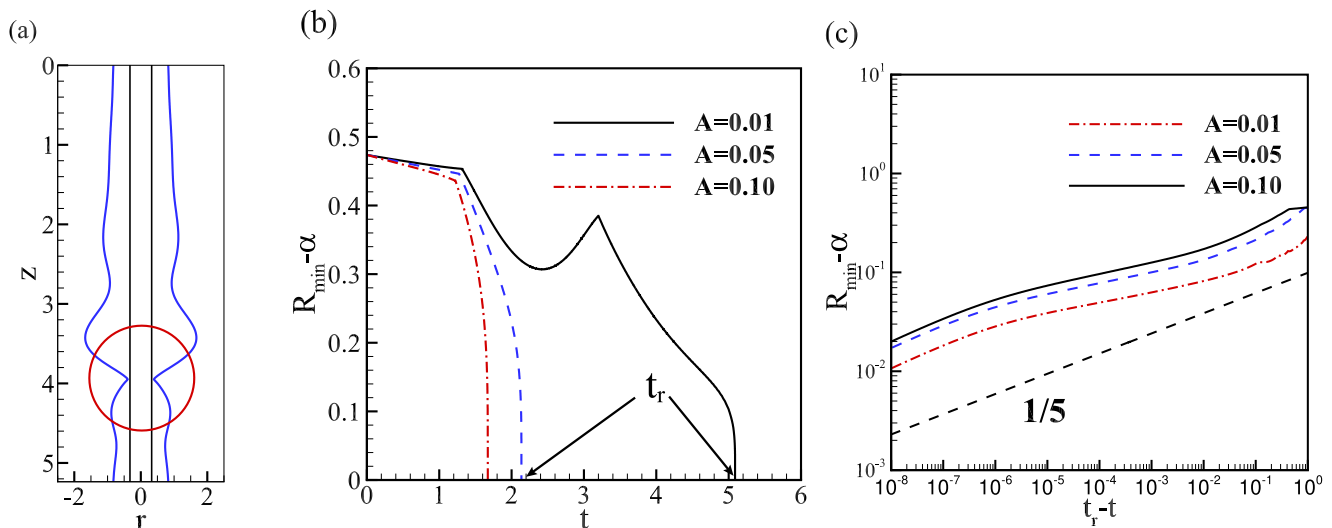 (a)
0
1
2
3
4
5
z
-2
0
2
r
(b)
0.6
0.5
0.4
0.3
0.2
0.1
0
R_min-α
A=0.01
A=0.05
A=0.10
t_r
0
1
2
3
4
5
6
t
(c)
10^1
10^0
10^-1
10^-2
10^-3
R_min-α
A=0.01
A=0.05
A=0.10
1/5
10^-8
10^-7
10^-6
10^-5
10^-4
10^-3
10^-2
10^-1
10^0
t_r-t